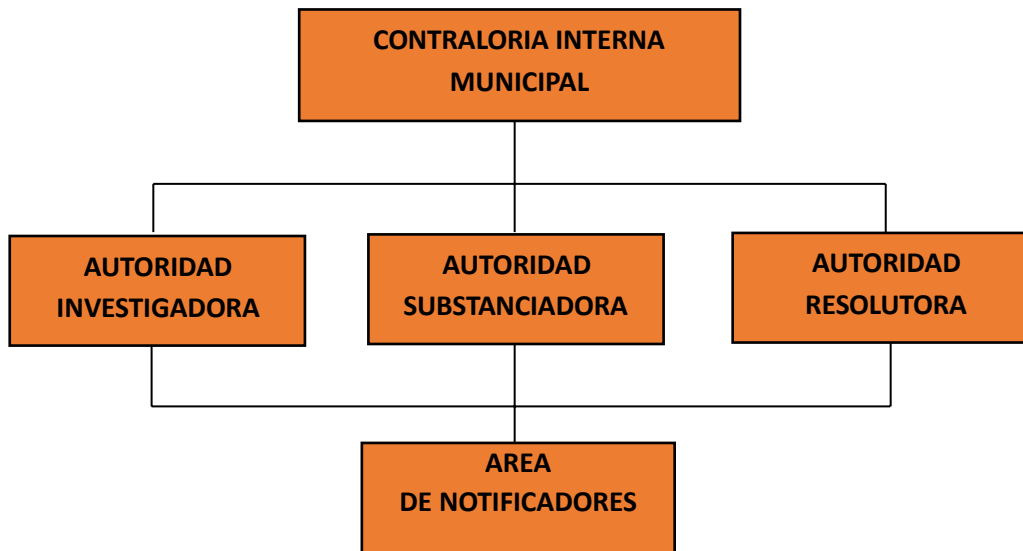 CONTRALORIA INTERNA
MUNICIPAL
AUTORIDAD
INVESTIGADORA
AUTORIDAD
SUBSTANCIADORA
AUTORIDAD
RESOLUTORA
AREA
DE NOTIFICADORES